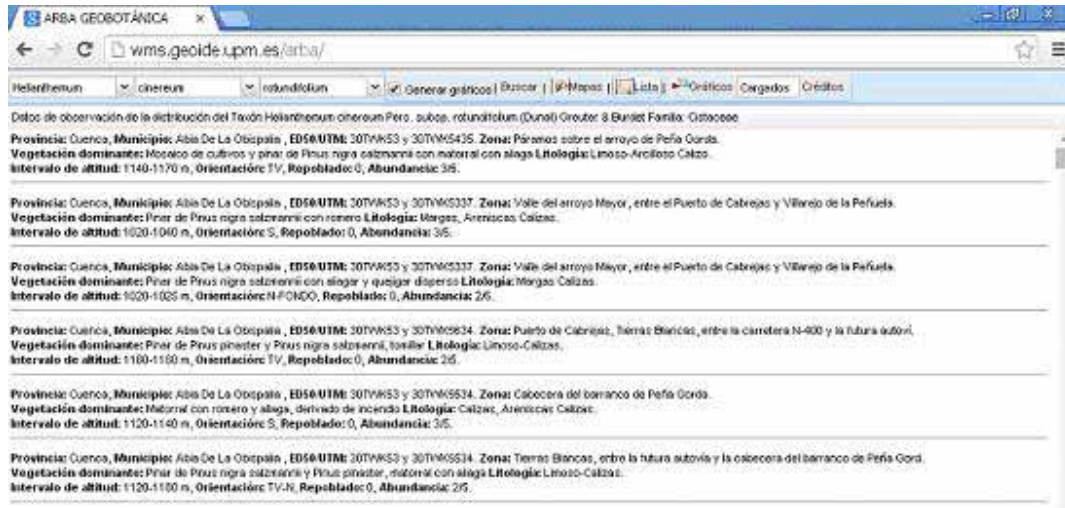 ARBA GEOBOTÁNICA ×
wms.geoide.upm.es/arba/
Helianthemum cinereum rotundifolium Generar gráficos | Buscar | Mapas | Lista | Gráficos Cargados Créditos
Datos de observación de la distribución del Taxón Helianthemum cinereum Pers. subsp. rotundifolium (Dunal) Greuter & Burdet Familia: Cistaceae
Provincia: Cuenca, Municipio: Abia De La Obispalía , ED50/UTM: 30TWK53 y 30TWK5435. Zona: Páramos sobre el arroyo de Peña Gorda.
Vegetación dominante: Mosaico de cultivos y pinar de Pinus nigra salzmannii con matorral con aliaga Litología: Limoso-Arcilloso Calizo.
Intervalo de altitud: 1140-1170 m, Orientación: TV, Repoblado: 0, Abundancia: 3/5.
Provincia: Cuenca, Municipio: Abia De La Obispalía , ED50/UTM: 30TWK53 y 30TWK5337. Zona: Valle del arroyo Mayor, entre el Puerto de Cabrejas y Villarejo de la Peñuela.
Vegetación dominante: Pinar de Pinus nigra salzmannii con romero Litología: Margas, Areniscas Calizas.
Intervalo de altitud: 1020-1040 m, Orientación: S, Repoblado: 0, Abundancia: 3/5.
Provincia: Cuenca, Municipio: Abia De La Obispalía , ED50/UTM: 30TWK53 y 30TWK5337. Zona: Valle del arroyo Mayor, entre el Puerto de Cabrejas y Villarejo de la Peñuela.
Vegetación dominante: Pinar de Pinus nigra salzmannii con aliagar y quejigar disperso Litología: Margas Calizas.
Intervalo de altitud: 1020-1025 m, Orientación: N-FONDO, Repoblado: 0, Abundancia: 2/5.
Provincia: Cuenca, Municipio: Abia De La Obispalía , ED50/UTM: 30TWK53 y 30TWK5634. Zona: Puerto de Cabrejas, Tierras Blancas, entre la carretera N-400 y la futura autoví.
Vegetación dominante: Pinar de Pinus pinaster y Pinus nigra salzmannii, tomillar Litología: Limoso-Calizas.
Intervalo de altitud: 1180-1180 m, Orientación: TV, Repoblado: 0, Abundancia: 2/5.
Provincia: Cuenca, Municipio: Abia De La Obispalía , ED50/UTM: 30TWK53 y 30TWK5534. Zona: Cabecera del barranco de Peña Gorda.
Vegetación dominante: Matorral con romero y aliaga, derivado de incendio Litología: Calizas, Areniscas Calizas.
Intervalo de altitud: 1120-1140 m, Orientación: S, Repoblado: 0, Abundancia: 3/5.
Provincia: Cuenca, Municipio: Abia De La Obispalía , ED50/UTM: 30TWK53 y 30TWK5534. Zona: Tierras Blancas, entre la futura autovía y la cabecera del barranco de Peña Gord.
Vegetación dominante: Pinar de Pinus nigra salzmannii y Pinus pinaster, matorral con aliaga Litología: Limoso-Calizas.
Intervalo de altitud: 1120-1180 m, Orientación: TV-N, Repoblado: 0, Abundancia: 2/5.